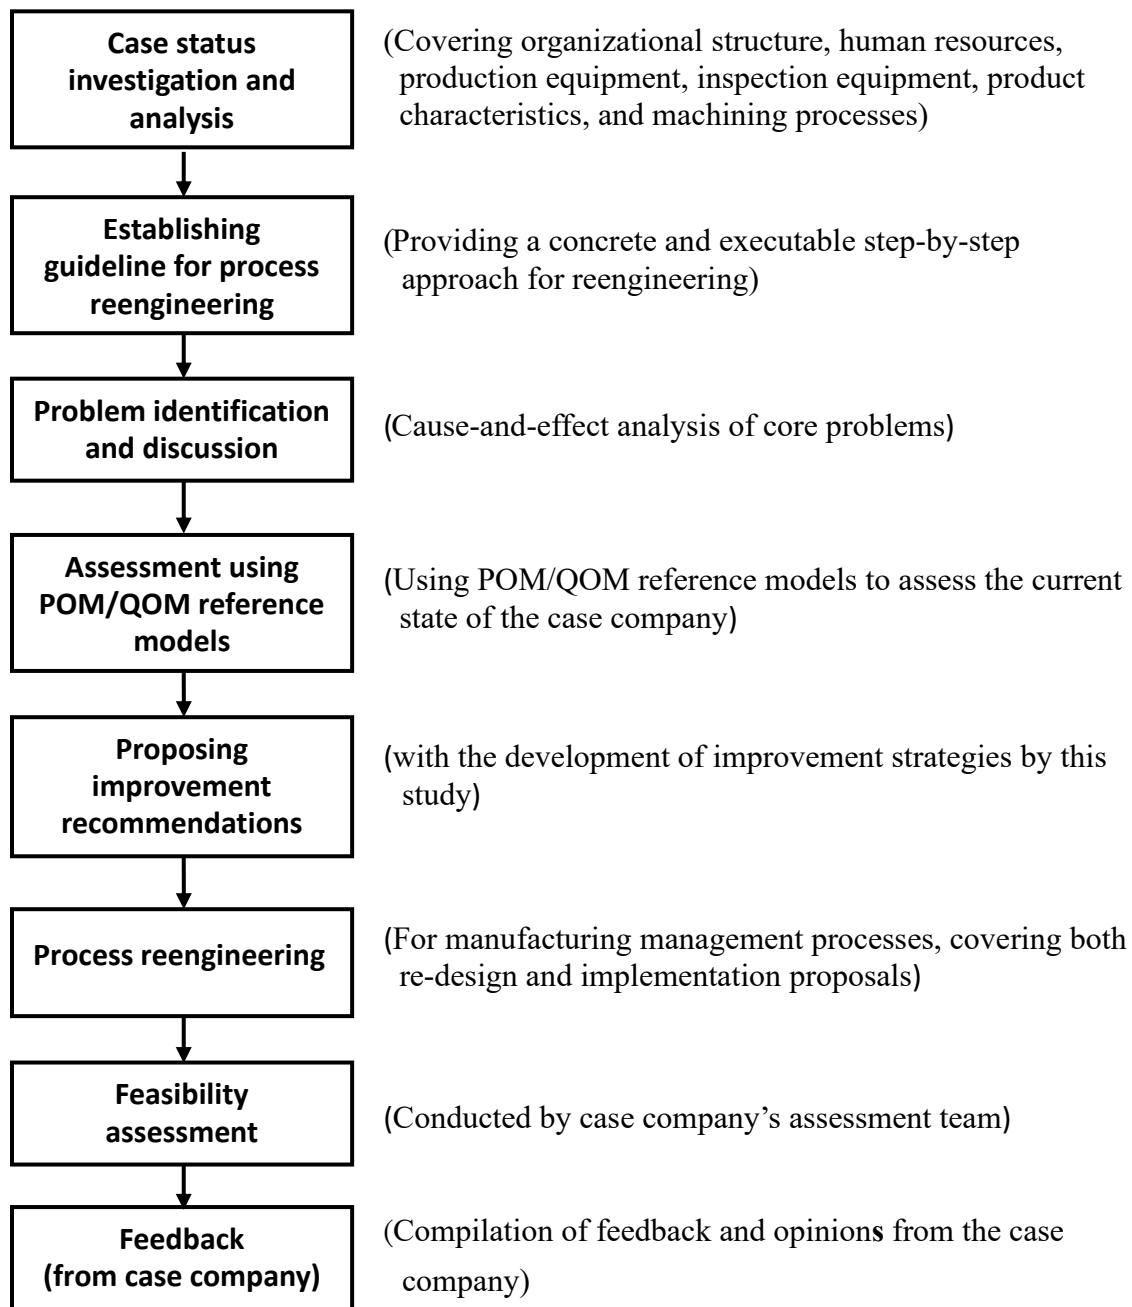 Case status
investigation and
analysis
(Covering organizational structure, human resources,
production equipment, inspection equipment, product
characteristics, and machining processes)
Establishing
guideline for process
reengineering
(Providing a concrete and executable step-by-step
approach for reengineering)
Problem identification
and discussion
(Cause-and-effect analysis of core problems)
Assessment using
POM/QOM reference
models
(Using POM/QOM reference models to assess the current
state of the case company)
Proposing
improvement
recommendations
(with the development of improvement strategies by this
study)
Process reengineering
(For manufacturing management processes, covering both
re-design and implementation proposals)
Feasibility
assessment
(Conducted by case company’s assessment team)
Feedback
(from case company)
(Compilation of feedback and opinions from the case
company)